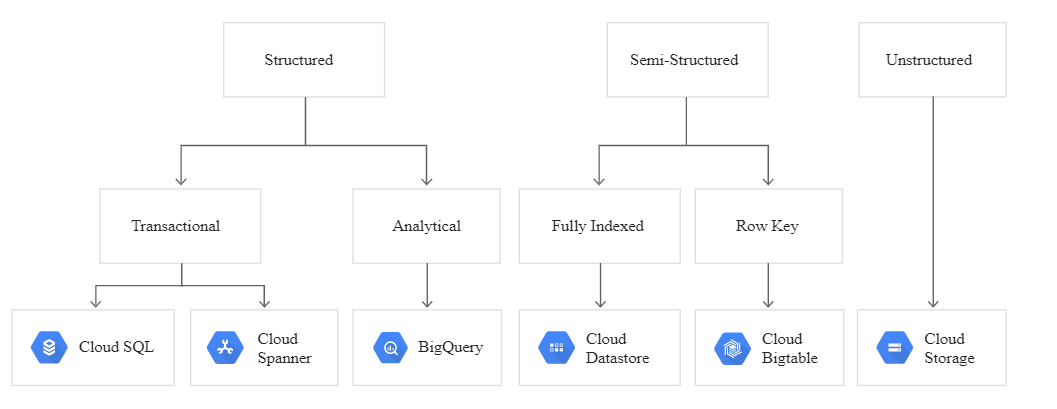 Structured
Semi-Structured
Unstructured
Transactional
Analytical
Fully Indexed
Row Key
Cloud SQL
Cloud
Spanner
BigQuery
Cloud
Datastore
Cloud
Bigtable
Cloud
Storage